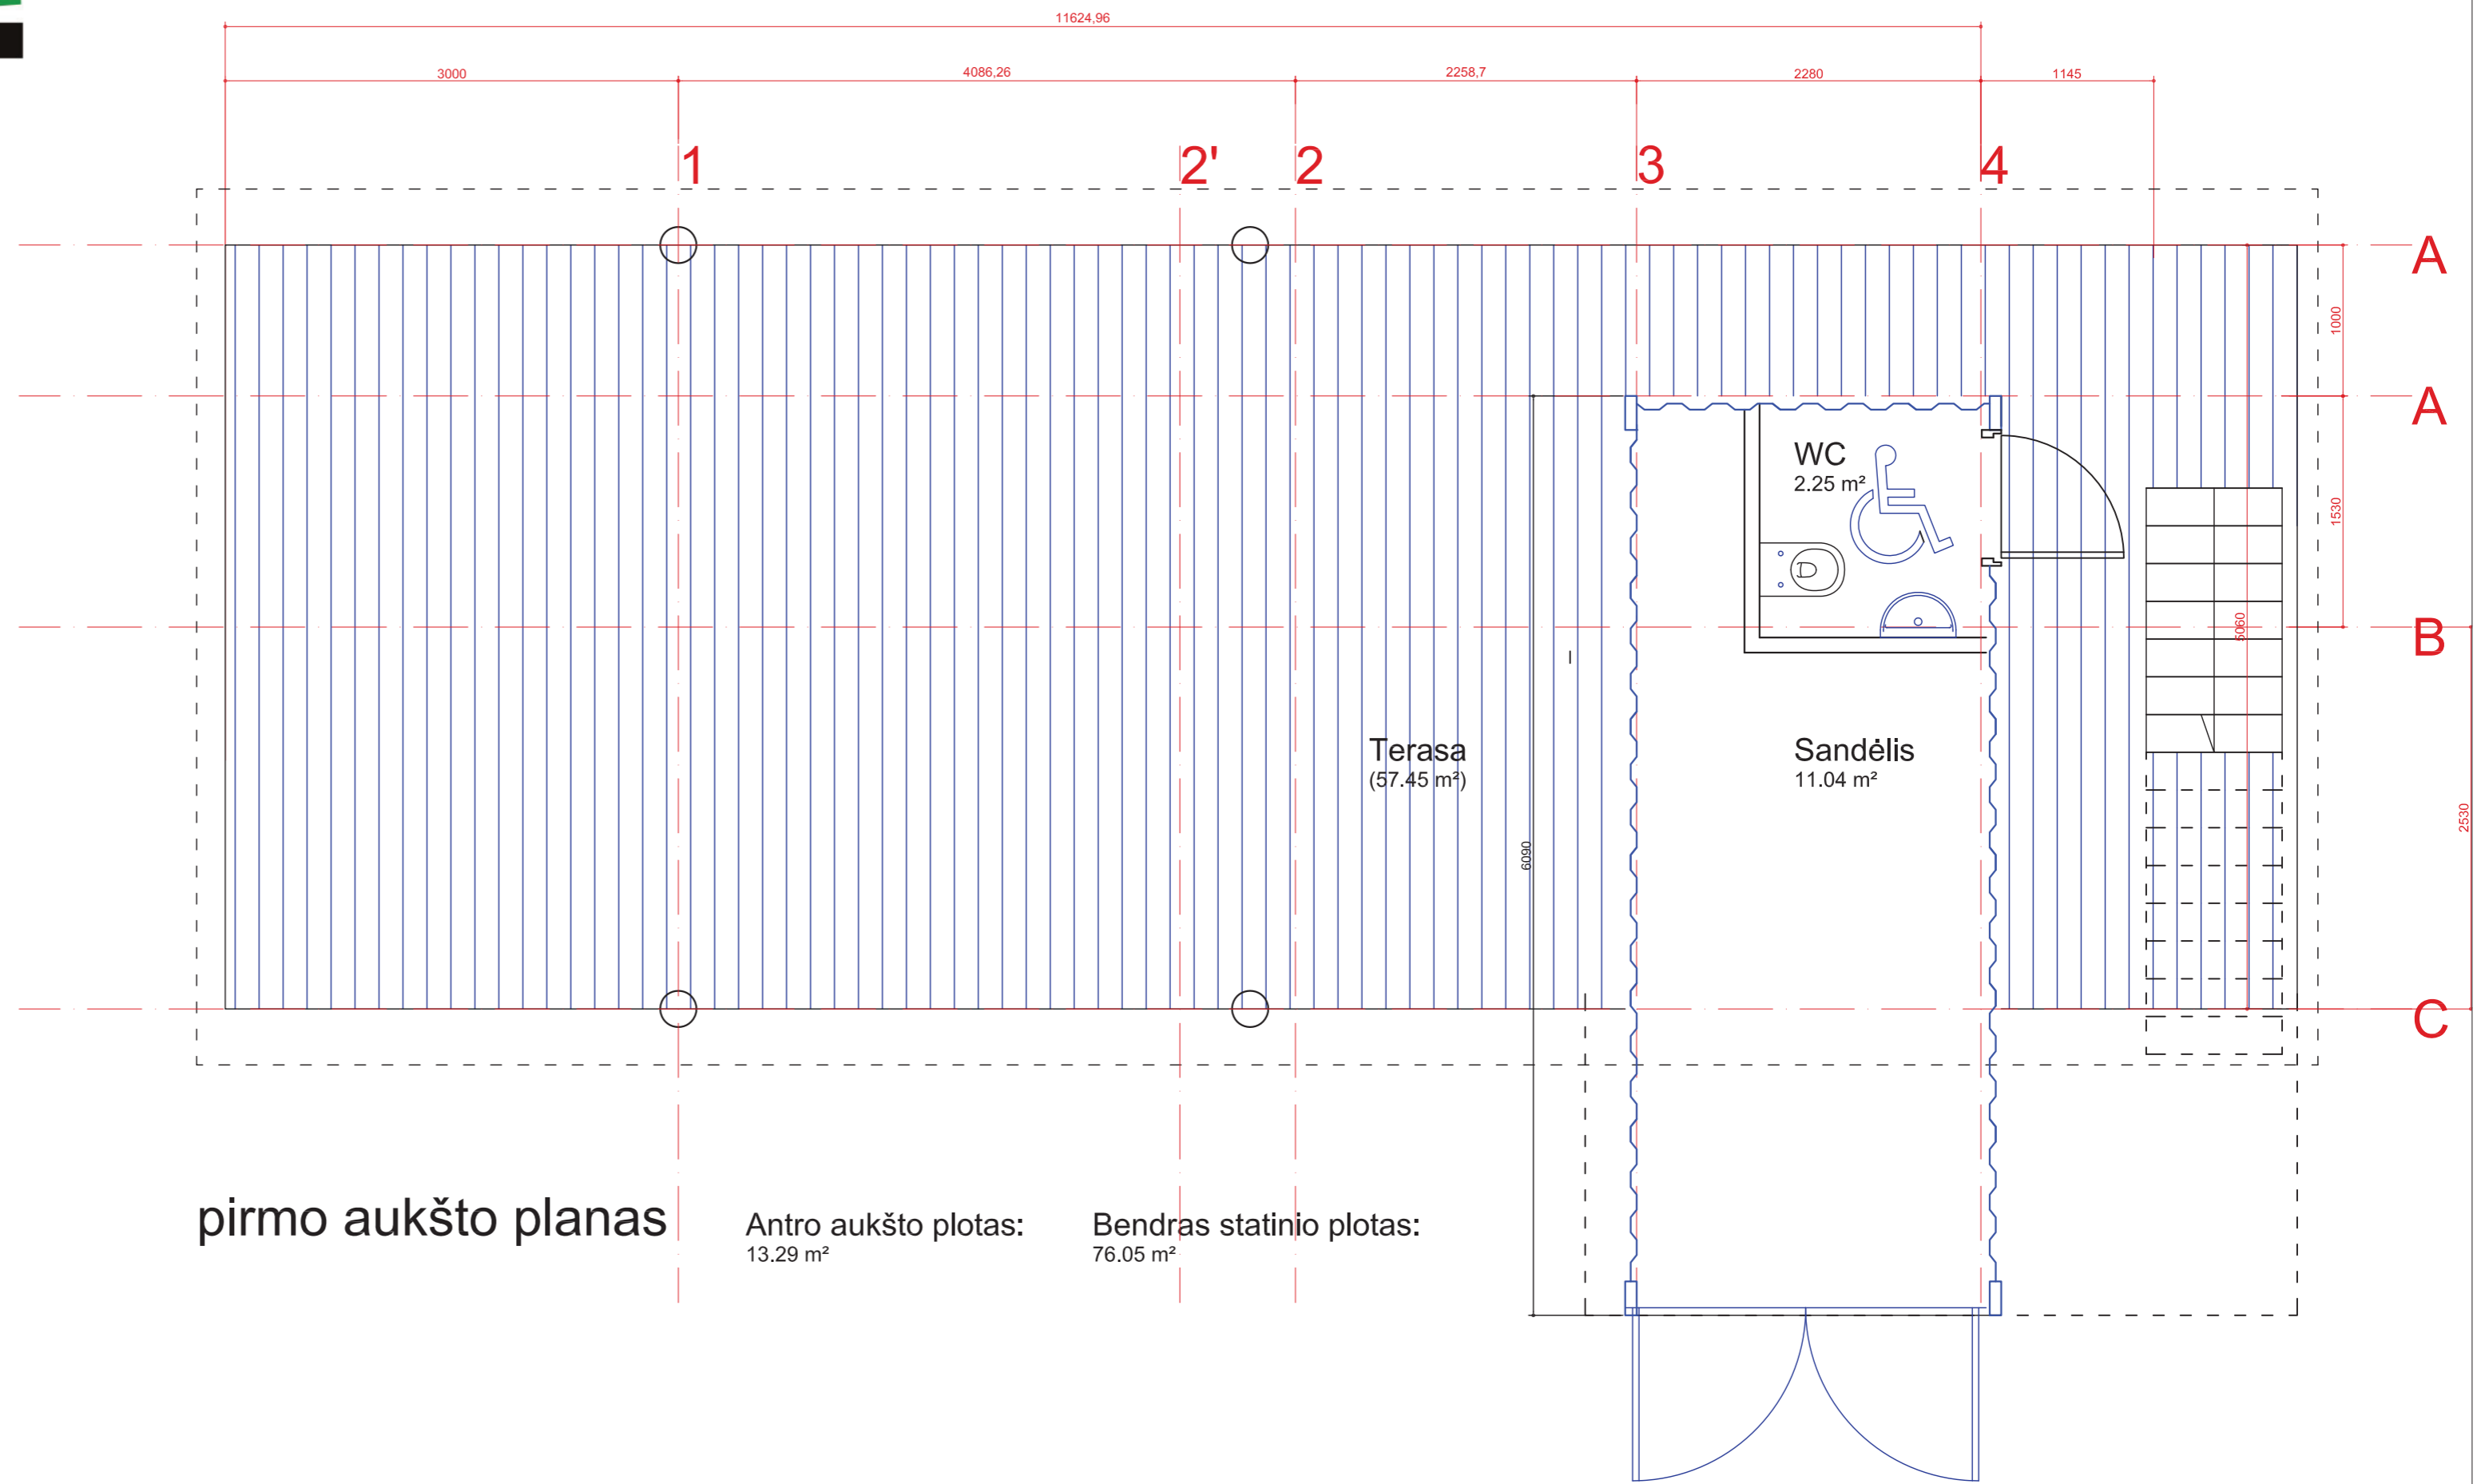 11624,96
3000 4086,26 2258,7 2280 1145
1 2' 2 3 4
A
1000
A
WC
2.25 m²
1530
B
5060
Terasa
(57.45 m²)
Sandėlis
11.04 m²
6090
2530
C
pirmo aukšto planas
Antro aukšto plotas:
13.29 m²
Bendras statinio plotas:
76.05 m²